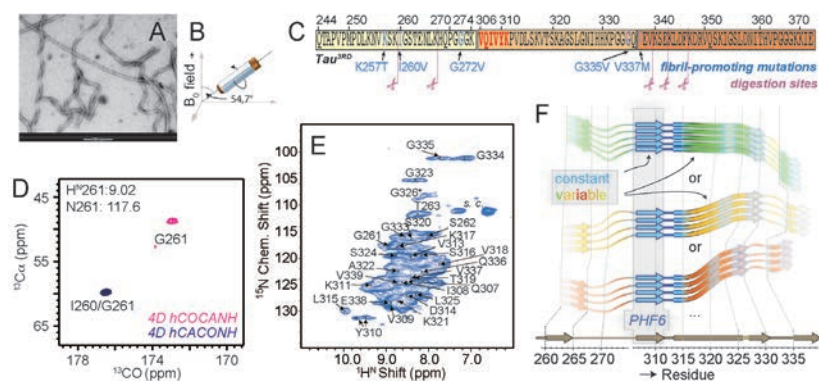 A
B
B₀ field →
54,7°
C
244 250 260 270 274 306 310 320 330 340 350 360 370
VQIVYK
Tau³ᴿᴰ
K257T I260V G272V G335V V337M fibril-promoting mutations
digestion sites
D
¹³Cα (ppm)
45
55
65
Hᴺ261:9.02
N261: 117.6
G261
I260/G261
4D hCOCANH
4D hCACONH
176 174 172 170
¹³CO (ppm)
E
¹⁵N Chem. Shift (ppm)
100
105
110
115
120
125
130
G335
G334
G323
G326
T263
s. c.
S320
G333
S262
G261
K317
V313
S324
S316
V318
A322
Q336
V339
V337
T319
K311
I308
Q307
L315
E338
L325
D314
V309
K321
Y310
10.0 9.0 8.0 7.0
¹Hᴺ Shift (ppm)
F
constant
variable
or
or
...
PHF6
260 265 270 310 315 320 325 330 335
→ Residue